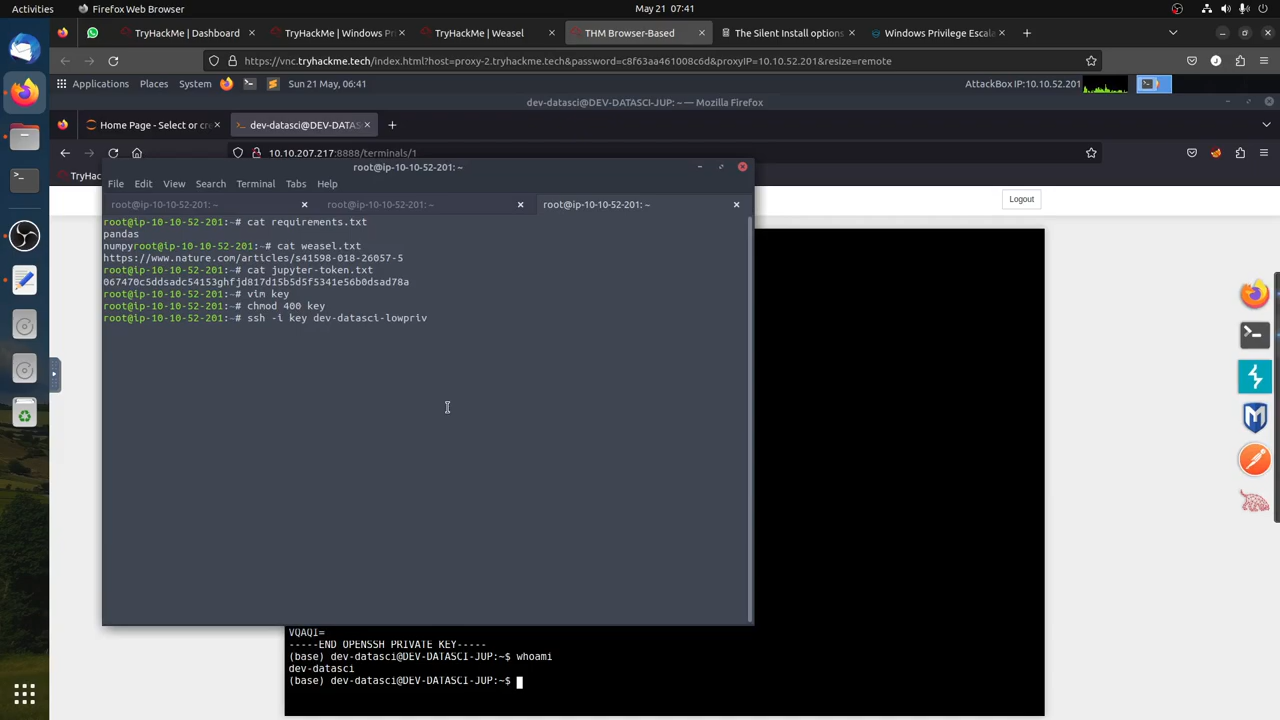 Activities
Firefox Web Browser
May 21 07:41
TryHackMe | Dashboard
TryHackMe | Windows Pri
TryHackMe | Weasel
THM Browser-Based
The Silent Install options
Windows Privilege Escala
https://vnc.tryhackme.tech/index.html?host=proxy-2.tryhackme.tech&password=c8f63aa461008c6d&proxyIP=10.10.52.201&resize=remote
Applications
Places
System
Sun 21 May, 06:41
AttackBox IP:10.10.52.201
dev-datasci@DEV-DATASCI-JUP: ~ — Mozilla Firefox
Home Page - Select or cre
dev-datasci@DEV-DATAS
10.10.207.217:8888/terminals/1
TryHa
root@ip-10-10-52-201: ~
File
Edit
View
Search
Terminal
Tabs
Help
Logout
root@ip-10-10-52-201: ~
root@ip-10-10-52-201: ~
root@ip-10-10-52-201: ~
root@ip-10-10-52-201:~# cat requirements.txt
pandas
numpyroot@ip-10-10-52-201:~# cat weasel.txt
https://www.nature.com/articles/s41598-018-26057-5
root@ip-10-10-52-201:~# cat jupyter-token.txt
067470c5ddsadc54153ghfjd817d15b5d5f5341e56b0dsad78a
root@ip-10-10-52-201:~# vim key
root@ip-10-10-52-201:~# chmod 400 key
root@ip-10-10-52-201:~# ssh -i key dev-datasci-lowpriv
VQAQI=
-----END OPENSSH PRIVATE KEY-----
(base) dev-datasci@DEV-DATASCI-JUP:~$ whoami
dev-datasci
(base) dev-datasci@DEV-DATASCI-JUP:~$